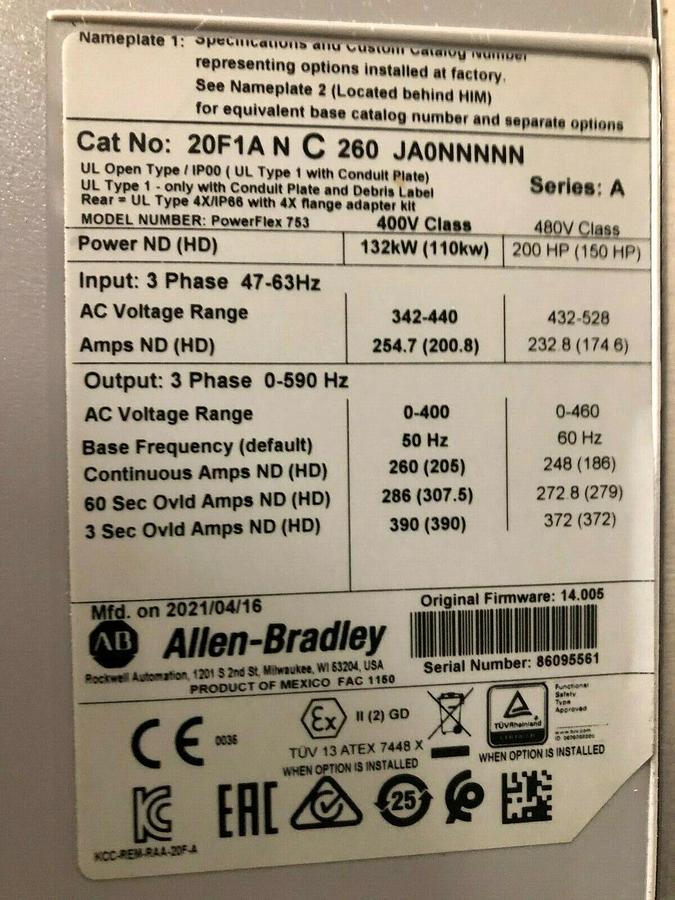 Nameplate 1: Specifications and Custom Catalog Number
representing options installed at factory.
See Nameplate 2 (Located behind HIM)
for equivalent base catalog number and separate options
Cat No: 20F1A N C 260 JA0NNNNN
UL Open Type / IP00 ( UL Type 1 with Conduit Plate)
UL Type 1 - only with Conduit Plate and Debris Label
Rear = UL Type 4X/IP66 with 4X flange adapter kit
Series: A
MODEL NUMBER: PowerFlex 753 400V Class 480V Class
Power ND (HD) 132kW (110kw) 200 HP (150 HP)
Input: 3 Phase 47-63Hz
AC Voltage Range 342-440 432-528
Amps ND (HD) 254.7 (200.8) 232.8 (174 6)
Output: 3 Phase 0-590 Hz
AC Voltage Range 0-400 0-460
Base Frequency (default) 50 Hz 60 Hz
Continuous Amps ND (HD) 260 (205) 248 (186)
60 Sec Ovld Amps ND (HD) 286 (307.5) 272.8 (279)
3 Sec Ovld Amps ND (HD) 390 (390) 372 (372)
Mfd. on 2021/04/16
Original Firmware: 14.005
AB Allen-Bradley
Rockwell Automation, 1201 S 2nd St, Milwaukee, WI 53204, USA
PRODUCT OF MEXICO FAC 1150
Serial Number: 86095561
CE 0036
Ex II (2) GD
TÜV 13 ATEX 7448 X
WHEN OPTION IS INSTALLED
TÜVRheinland
CERTIFIED
Functional
Safety
Type
Approved
WHEN OPTION IS INSTALLED
KC
KCC-REM-RAA-20F-A
EAC
25